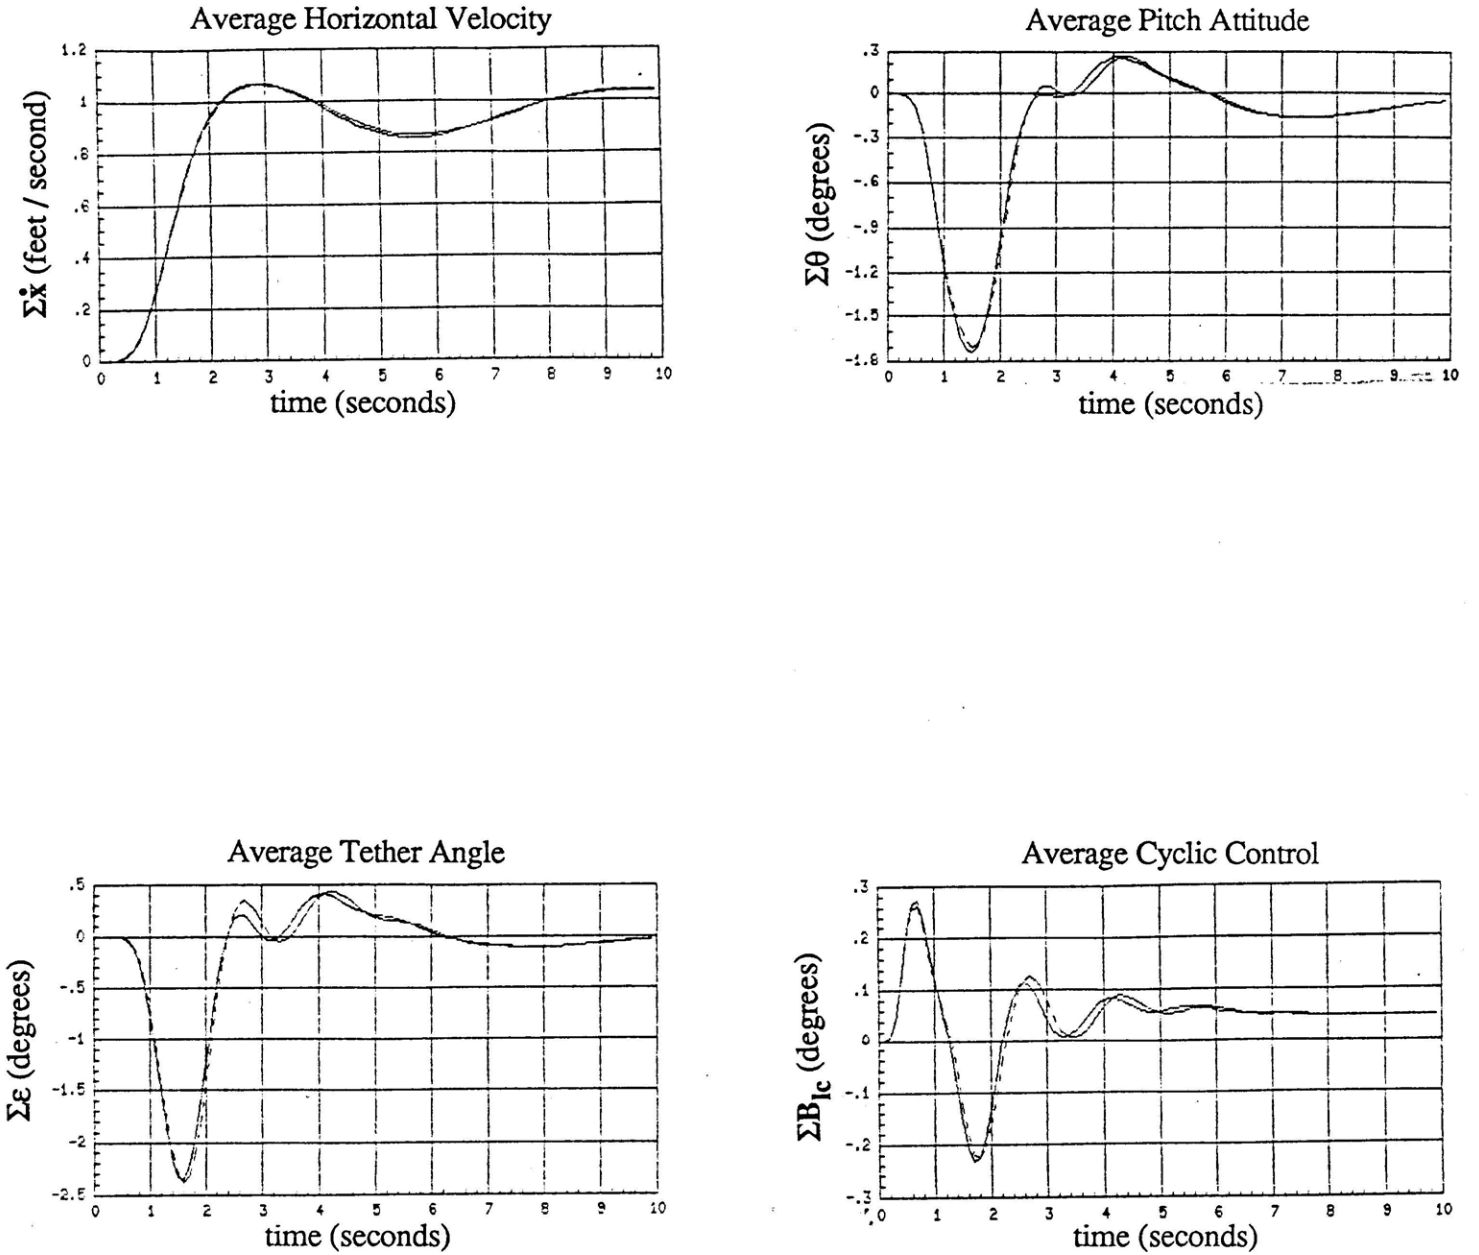 Average Horizontal Velocity
1.2
1
.8
.6
.4
.2
0
Σẋ (feet / second)
0 1 2 3 4 5 6 7 8 9 10
time (seconds)
Average Pitch Attitude
.3
0
-.3
-.6
-.9
-1.2
-1.5
-1.8
Σθ (degrees)
0 1 2 3 4 5 6 7 8 9 10
time (seconds)
Average Tether Angle
.5
0
-.5
-1
-1.5
-2
-2.5
Σε (degrees)
0 1 2 3 4 5 6 7 8 9 10
time (seconds)
Average Cyclic Control
.3
.2
.1
0
-.1
-.2
-.3
ΣB1c (degrees)
0 1 2 3 4 5 6 7 8 9 10
time (seconds)